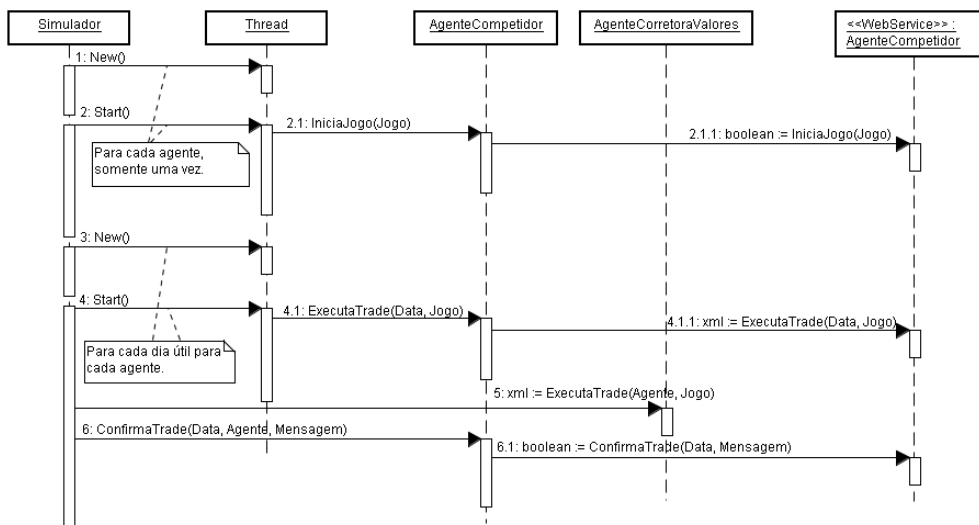 Simulador
Thread
AgenteCompetidor
AgenteCorretoraValores
<<WebService>> :
AgenteCompetidor
1: New()
2: Start()
2.1: IniciaJogo(Jogo)
2.1.1: boolean := IniciaJogo(Jogo)
Para cada agente,
somente uma vez.
3: New()
4: Start()
4.1: ExecutaTrade(Data, Jogo)
4.1.1: xml := ExecutaTrade(Data, Jogo)
Para cada dia útil para
cada agente.
5: xml := ExecutaTrade(Agente, Jogo)
6: ConfirmaTrade(Data, Agente, Mensagem)
6.1: boolean := ConfirmaTrade(Data, Mensagem)